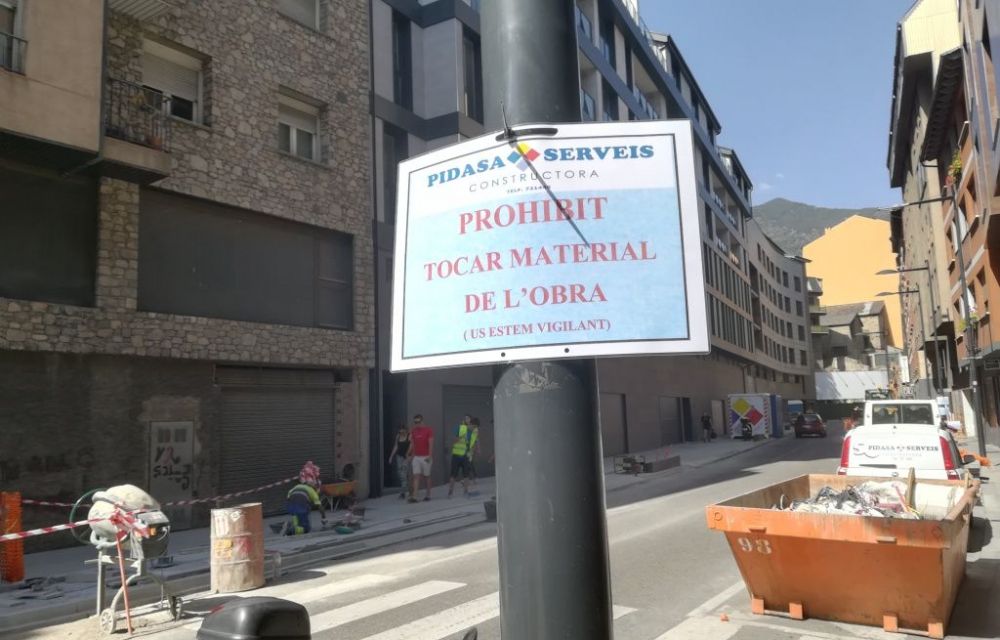 PIDASA SERVEIS
CONSTRUCTORA
PROHIBIT
TOCAR MATERIAL
DE L'OBRA
(US ESTEM VIGILANT)
PIDASA SERVEIS
98